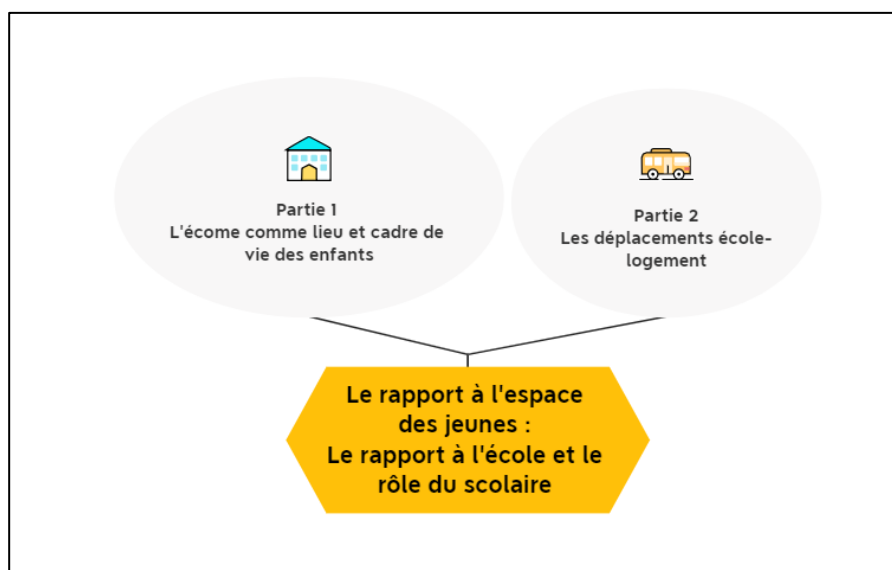 Partie 1
L'écome comme lieu et cadre de
vie des enfants
Partie 2
Les déplacements école-
logement
Le rapport à l'espace
des jeunes :
Le rapport à l'école et le
rôle du scolaire